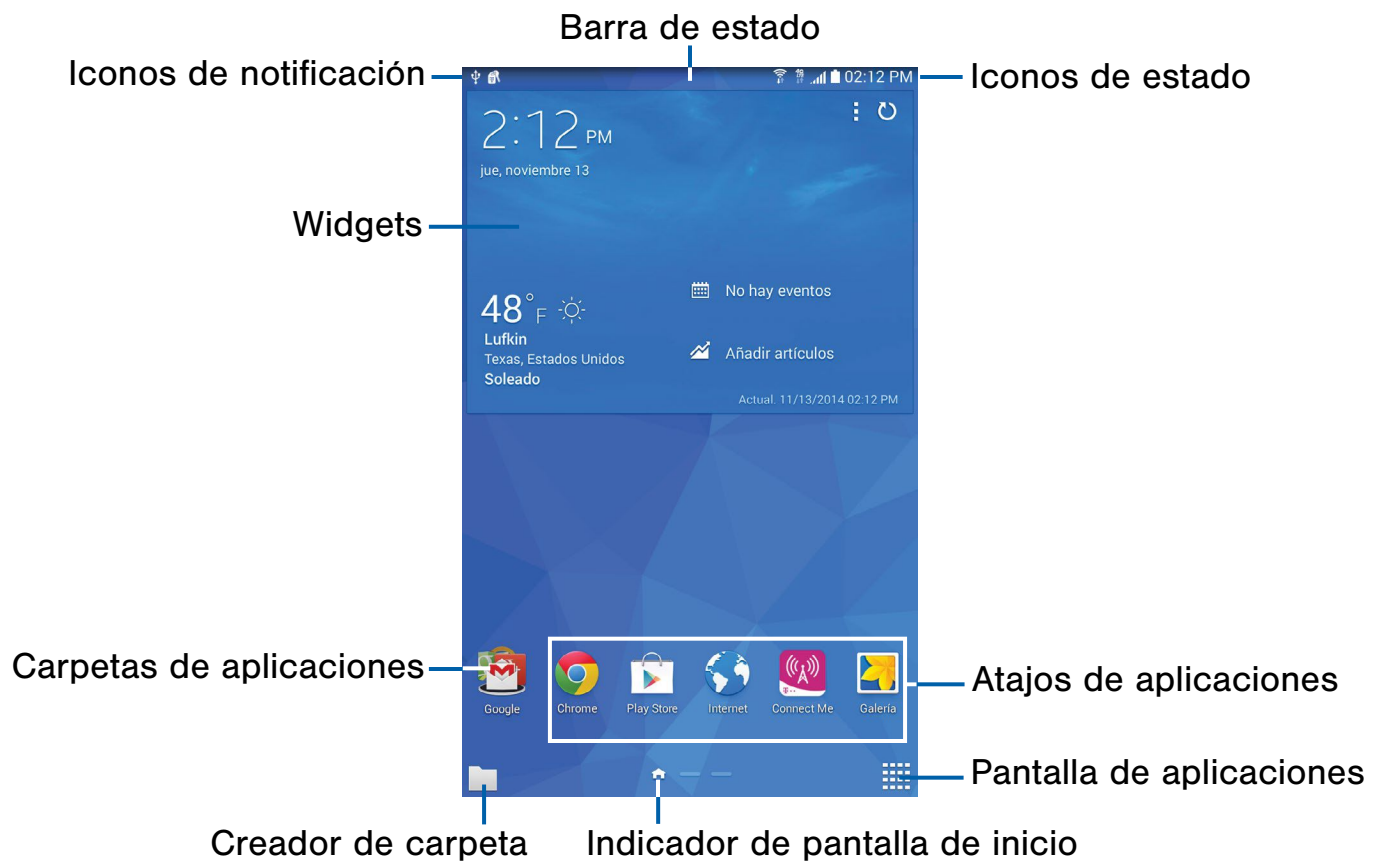 Barra de estado
Iconos de notificación
02:12 PM
Iconos de estado
2:12 PM
jue, noviembre 13
Widgets
No hay eventos
48°F
Lufkin
Texas, Estados Unidos
Soleado
Añadir artículos
Actual. 11/13/2014 02:12 PM
Carpetas de aplicaciones
Atajos de aplicaciones
Google
Chrome
Play Store
Internet
Connect Me
Galería
Pantalla de aplicaciones
Creador de carpeta
Indicador de pantalla de inicio